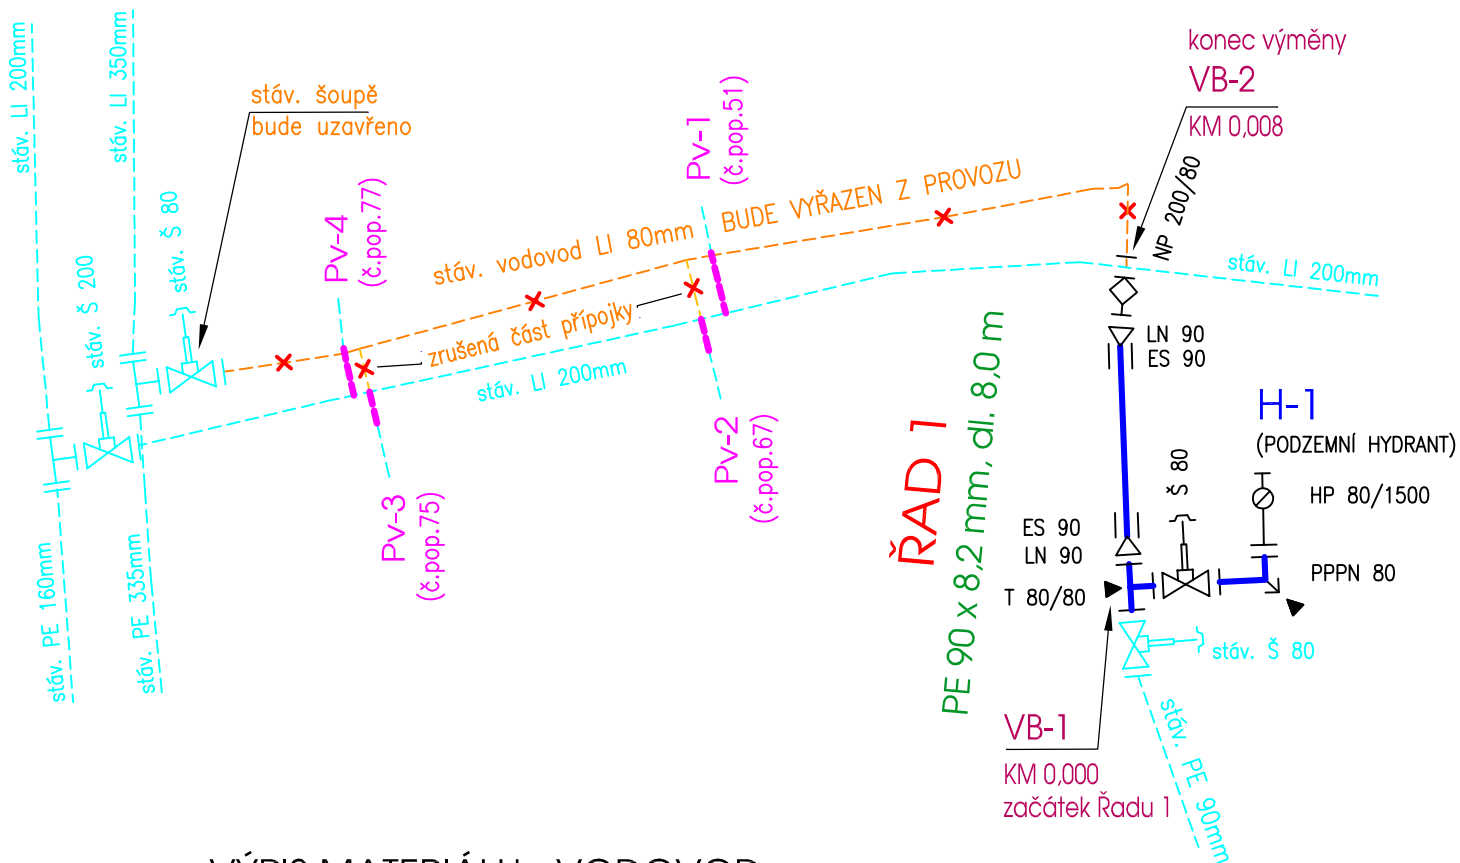 konec výměny
VB-2
KM 0,008
stáv. LI 200mm
stáv. LI 350mm
stáv. šoupě
bude uzavřeno
Pv-1
(č.pop.51)
NP 200/80
BUDE VYŘAZEN Z PROVOZU
stáv. Š 80
Pv-4
(č.pop.77)
stáv. vodovod LI 80mm
stáv. Š 200
stáv. LI 200mm
zrušená část přípojky
stáv. LI 200mm
LN 90
ES 90
H-1
(PODZEMNÍ HYDRANT)
Pv-2
(č.pop.67)
ŘAD 1
PE 90 x 8,2 mm, dl. 8,0 m
Š 80
HP 80/1500
Pv-3
(č.pop.75)
ES 90
LN 90
PPPN 80
T 80/80
stáv. PE 160mm
stáv. PE 335mm
stáv. Š 80
VB-1
KM 0,000
začátek Řadu 1
stáv. PE 90mm